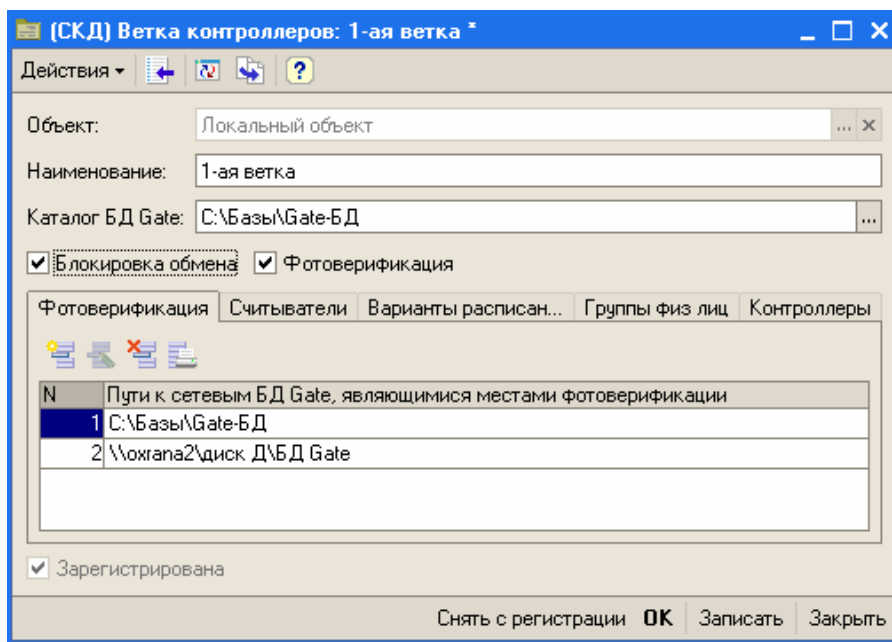 (СКД) Ветка контроллеров: 1-ая ветка *
Действия
Объект: Локальный объект ... x
Наименование: 1-ая ветка
Каталог БД Gate: C:\Базы\Gate-БД ...
Блокировка обмена Фотоверификация
Фотоверификация Считыватели Варианты расписан... Группы физ лиц Контроллеры
N Пути к сетевым БД Gate, являющимися местами фотоверификации
1 C:\Базы\Gate-БД
2 \\oxrana2\диск Д\БД Gate
Зарегистрирована
Снять с регистрации OK Записать Закрыть